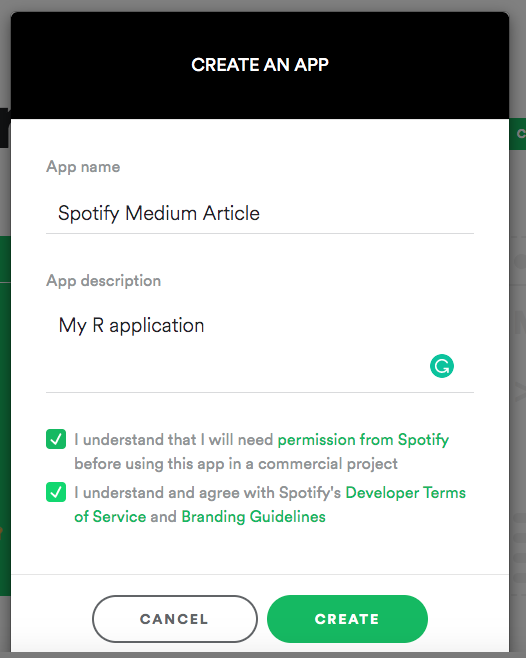 CREATE AN APP
App name
Spotify Medium Article
App description
My R application
I understand that I will need permission from Spotify
before using this app in a commercial project
I understand and agree with Spotify's Developer Terms
of Service and Branding Guidelines
CANCEL
CREATE